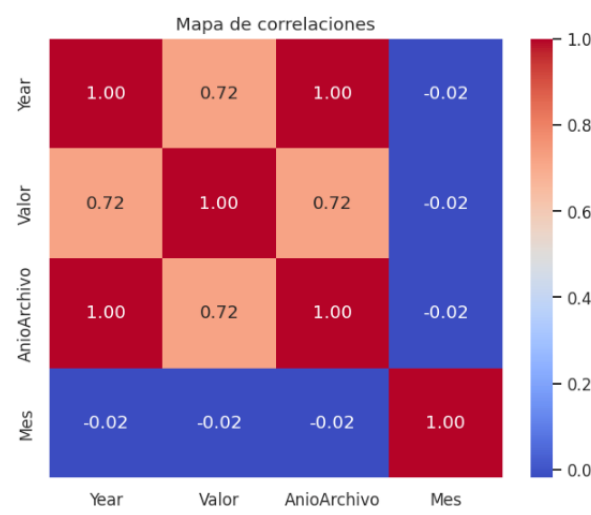 Mapa de correlaciones
Year 1.00 0.72 1.00 -0.02
Valor 0.72 1.00 0.72 -0.02
AnioArchivo 1.00 0.72 1.00 -0.02
Mes -0.02 -0.02 -0.02 1.00
Year Valor AnioArchivo Mes
1.0
0.8
0.6
0.4
0.2
0.0